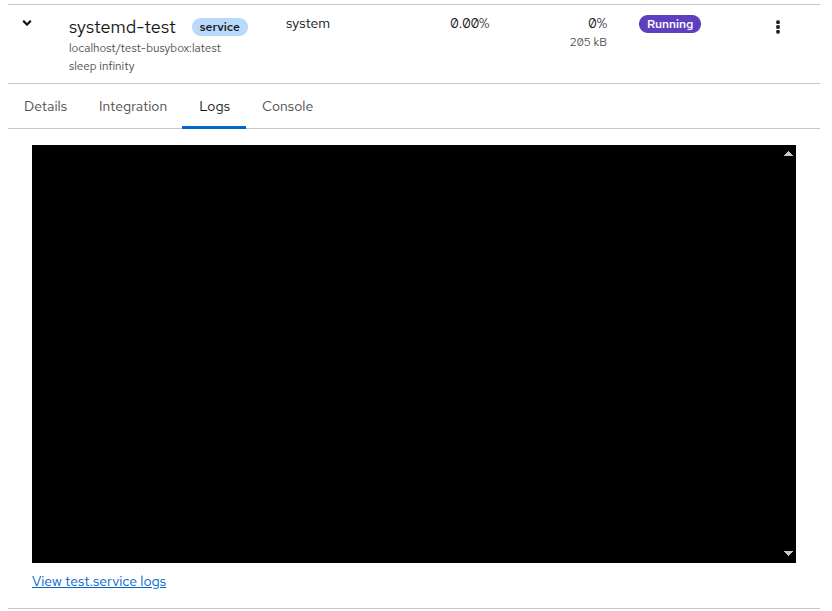 systemd-test service system 0.00% 0% Running
localhost/test-busybox:latest 205 kB
sleep infinity
Details Integration Logs Console
View test.service logs